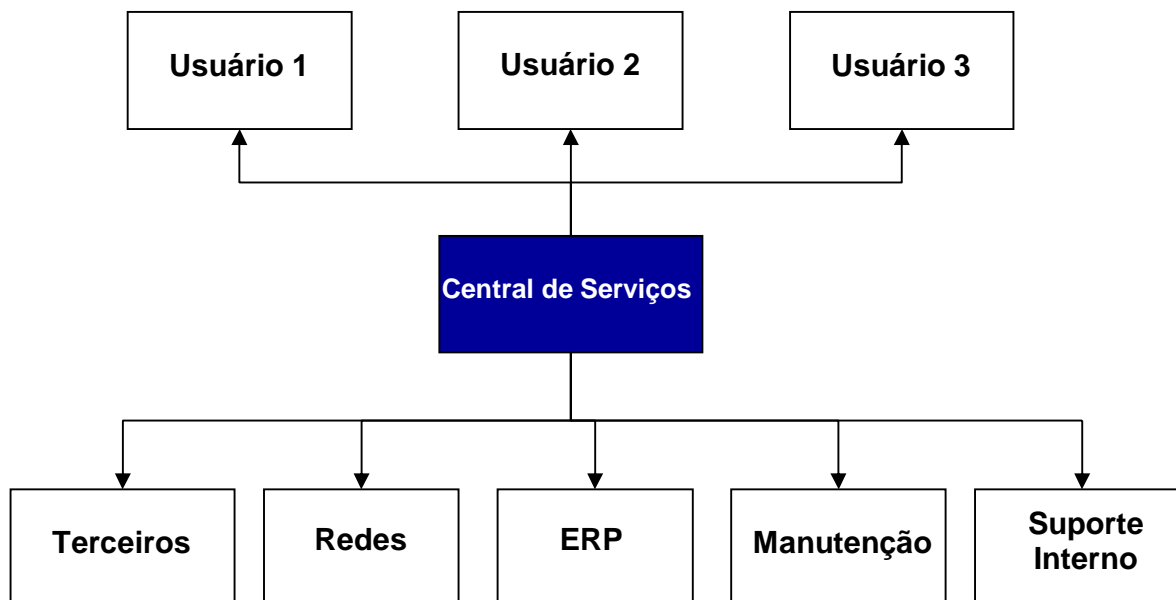 Usuário 1
Usuário 2
Usuário 3
Central de Serviços
Terceiros
Redes
ERP
Manutenção
Suporte
Interno